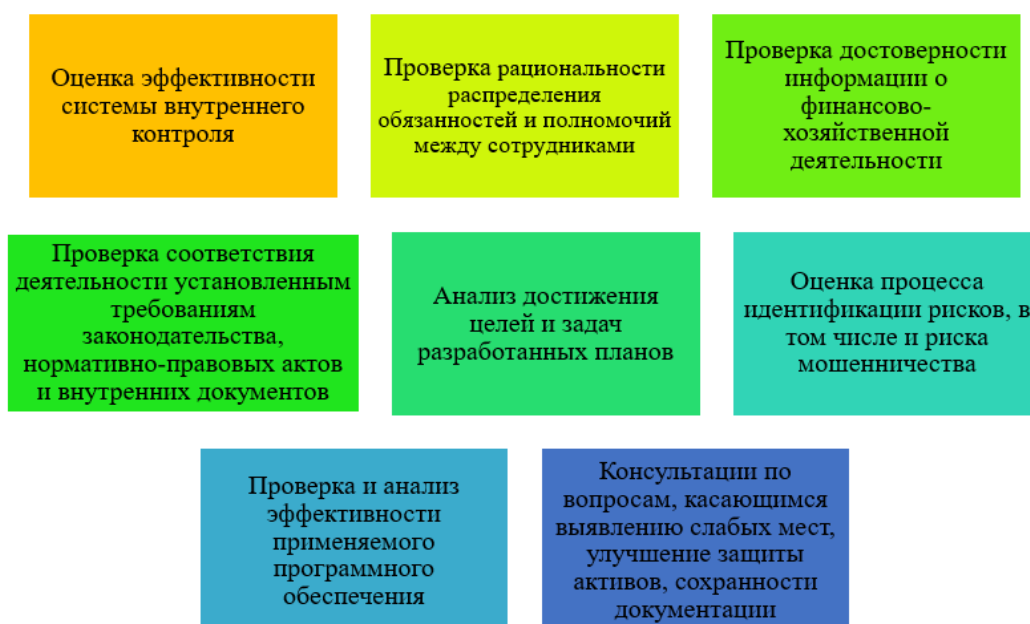 Оценка эффективности
системы внутреннего
контроля
Проверка рациональности
распределения
обязанностей и полномочий
между сотрудниками
Проверка достоверности
информации о
финансово-
хозяйственной
деятельности
Проверка соответствия
деятельности установленным
требованиям
законодательства,
нормативно-правовых актов
и внутренних документов
Анализ достижения
целей и задач
разработанных планов
Оценка процесса
идентификации рисков, в
том числе и риска
мошенничества
Проверка и анализ
эффективности
применяемого
программного
обеспечения
Консультации по
вопросам, касающимся
выявлению слабых мест,
улучшение защиты
активов, сохранности
документации